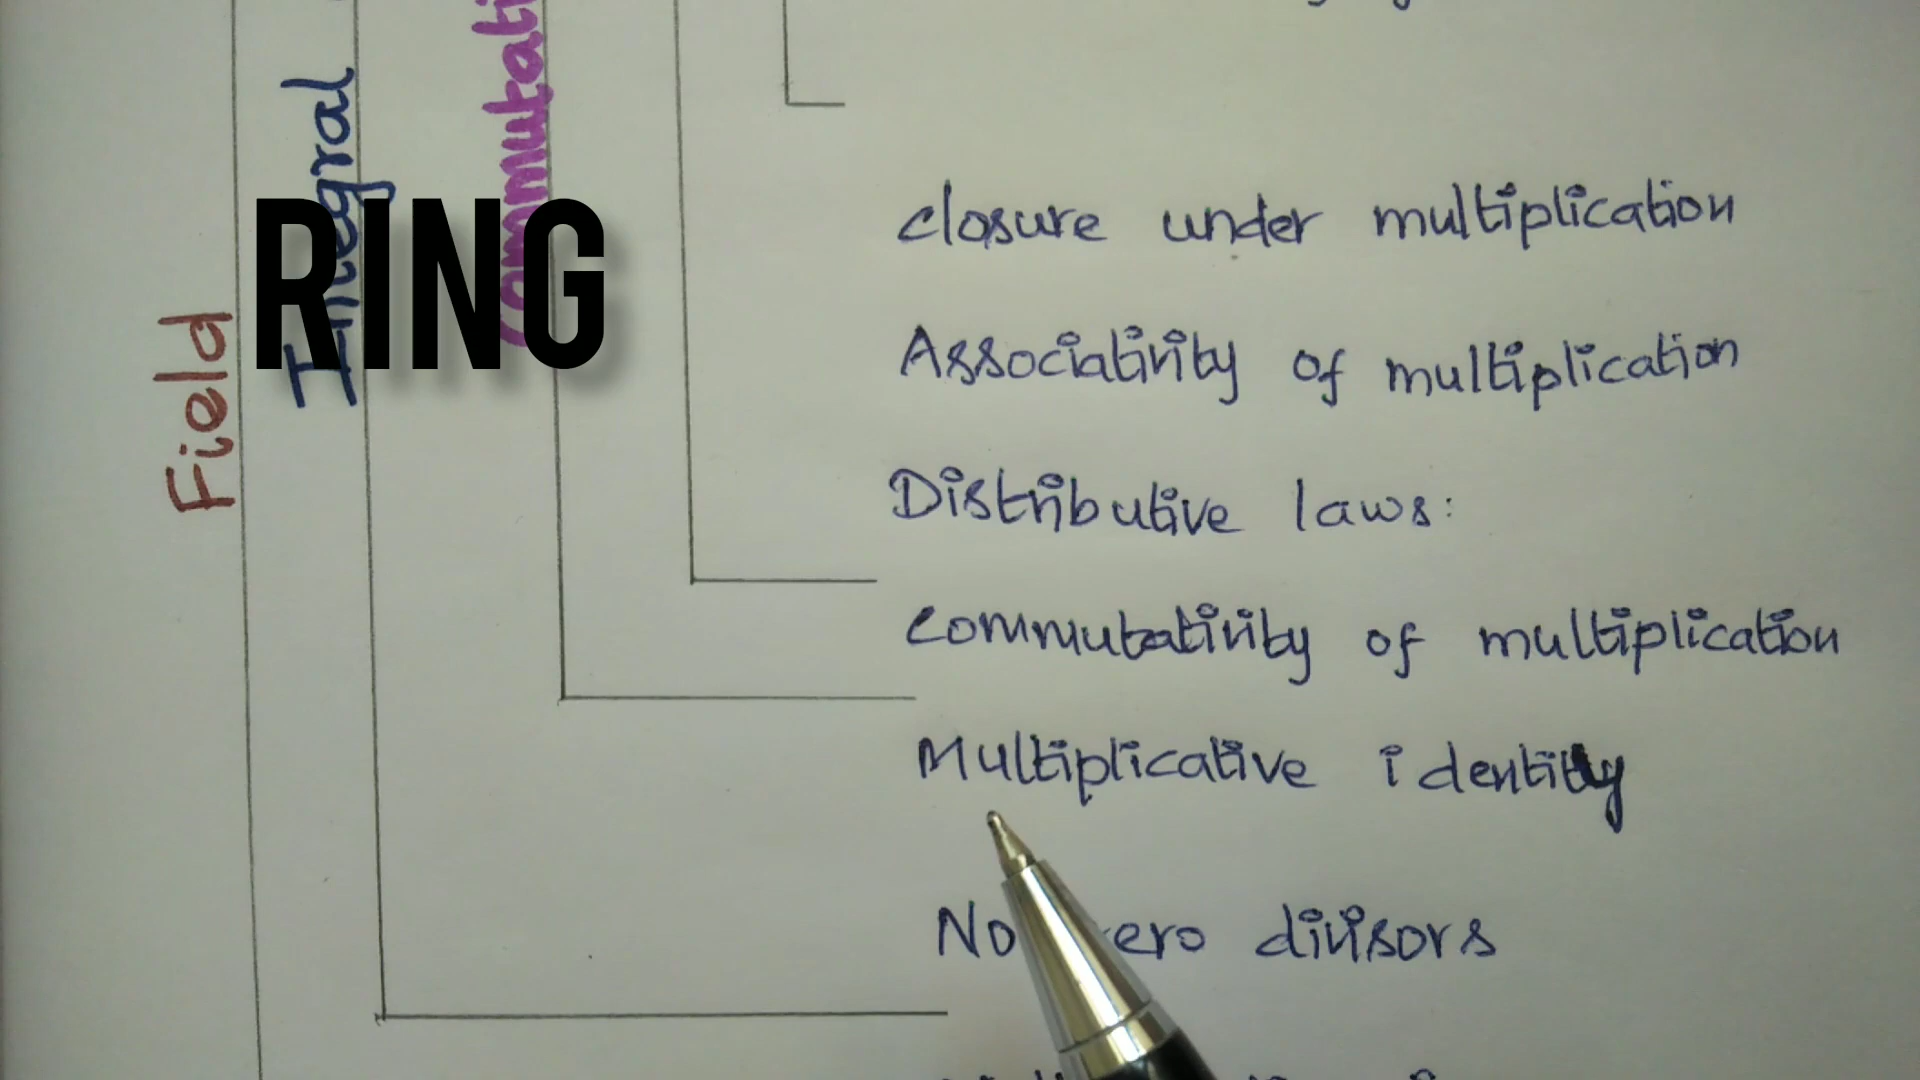 Field
Integral
Commutati
RING
closure under multiplication
Associativity of multiplication
Distributive laws:
commutativity of multiplication
Multiplicative identity
No zero divisors